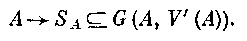 A → S_A ⊆ G (A, V′ (A)).